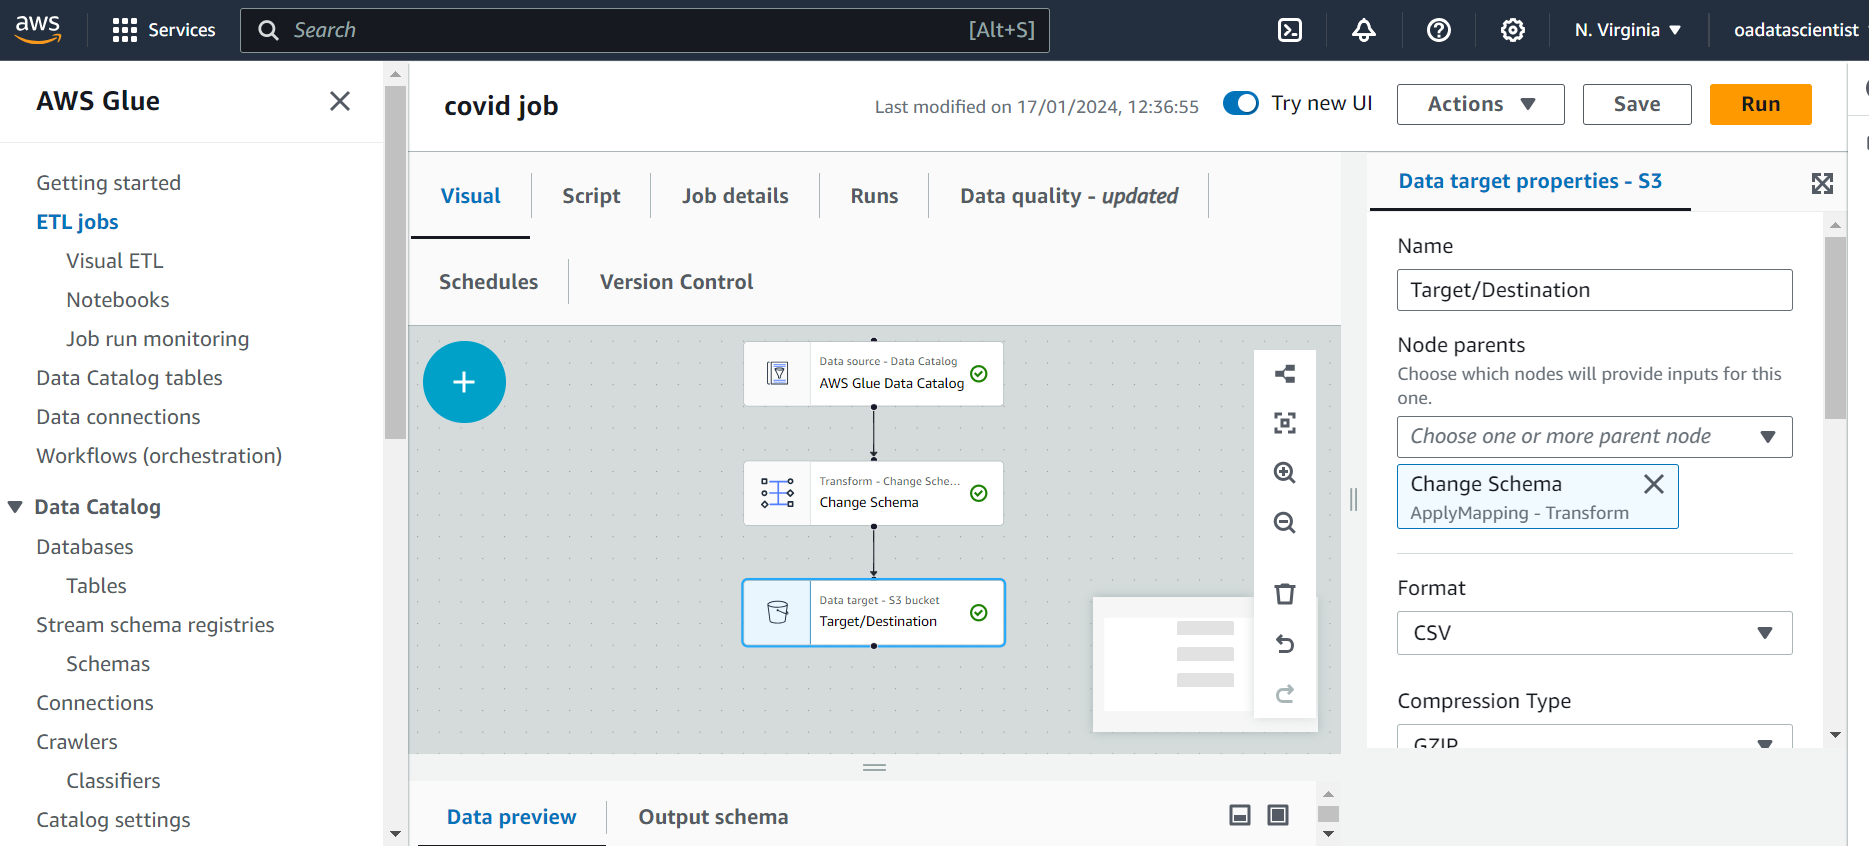 aws
Services
Search
[Alt+S]
N. Virginia
oadatascientist
AWS Glue
Getting started
ETL jobs
Visual ETL
Notebooks
Job run monitoring
Data Catalog tables
Data connections
Workflows (orchestration)
Data Catalog
Databases
Tables
Stream schema registries
Schemas
Connections
Crawlers
Classifiers
Catalog settings
covid job
Last modified on 17/01/2024, 12:36:55
Try new UI
Actions
Save
Run
Visual
Script
Job details
Runs
Data quality - updated
Schedules
Version Control
Data source - Data Catalog
AWS Glue Data Catalog
Transform - Change Sche...
Change Schema
Data target - S3 bucket
Target/Destination
Data preview
Output schema
Data target properties - S3
Name
Target/Destination
Node parents
Choose which nodes will provide inputs for this
one.
Choose one or more parent node
Change Schema
ApplyMapping - Transform
Format
CSV
Compression Type
GZIP